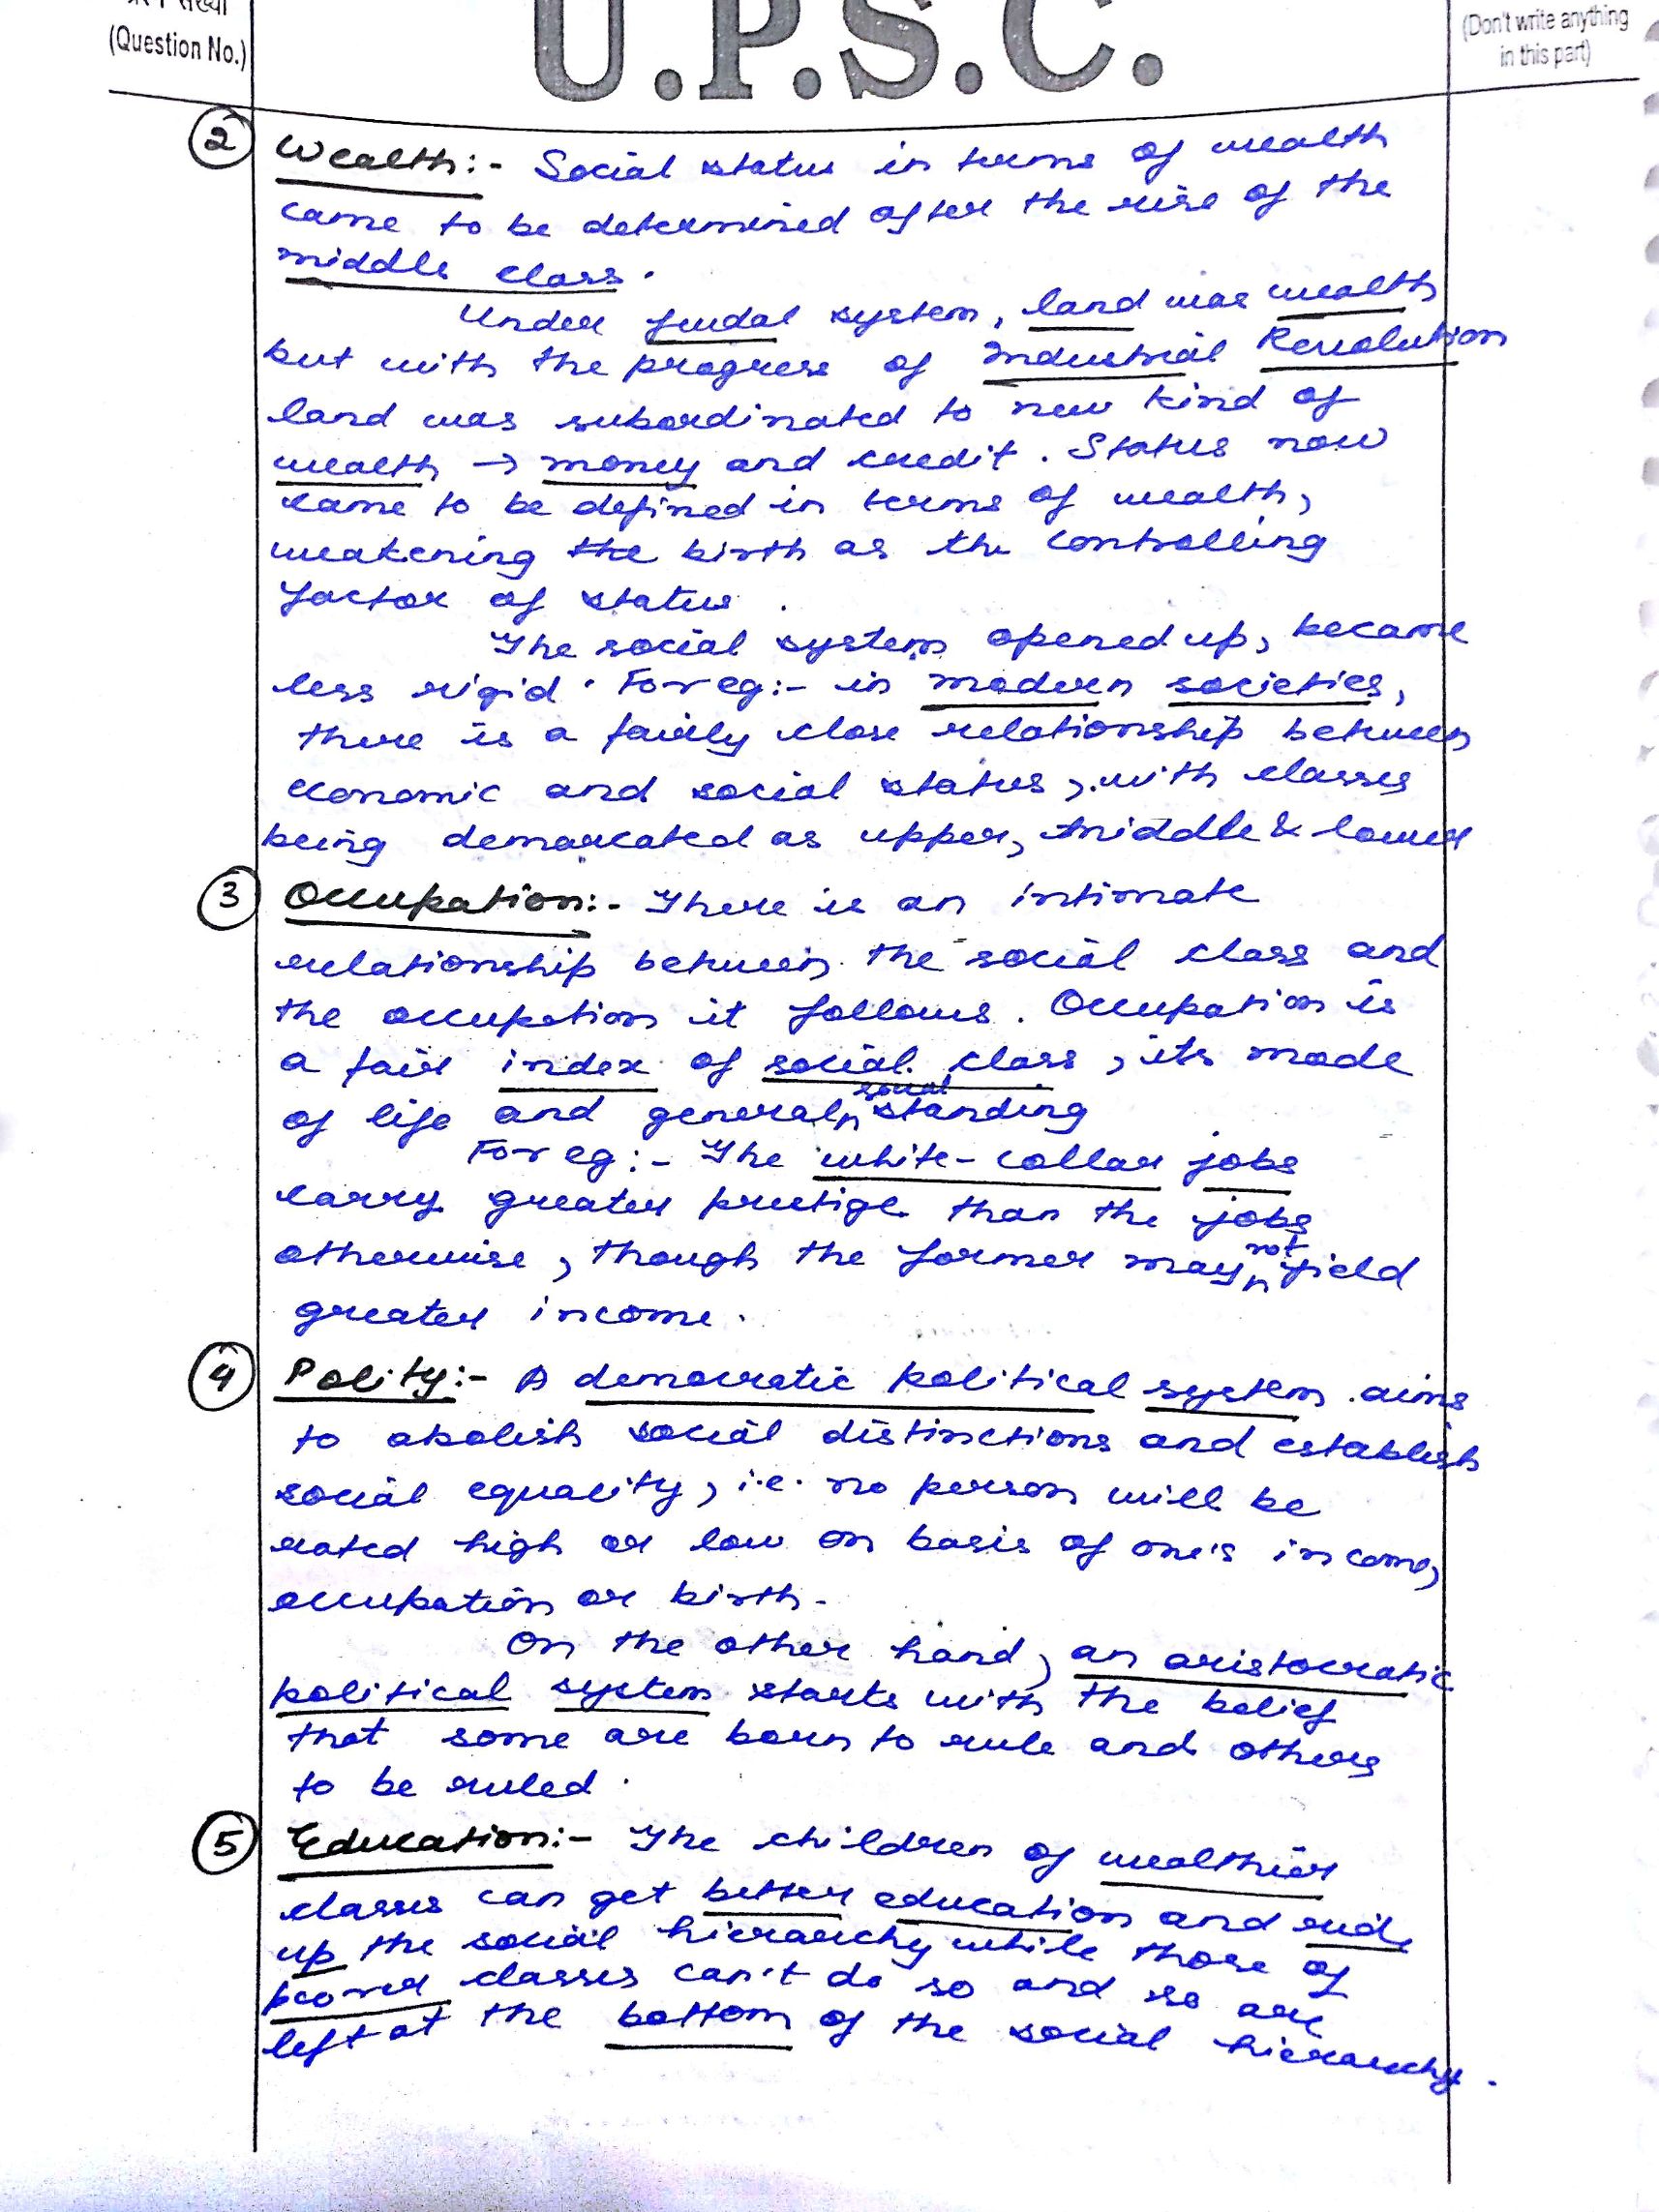 प्रश्न संख्या
(Question No.)
U.P.S.C.
(Don't write anything
in this part)
2 Wealth:- Social status in terms of wealth
came to be determined after the rise of the
middle class.
Under feudal system, land was wealth
but with the progress of Industrial Revolution
land was subordinated to new kind of
wealth → money and credit. Status now
came to be defined in terms of wealth,
weakening the birth as the controlling
factor of status.
The social system opened up, became
less rigid. For eg:- in modern societies,
there is a fairly close relationship between
economic and social status, with classes
being demarcated as upper, middle & lower
3 Occupation:- There is an intimate
relationship between the social class and
the occupation it follows. Occupation is
a fair index of social class, its mode
of life and general social standing
For eg:- The white-collar jobs
carry greater prestige than the jobs
otherwise, though the former may not yield
greater income.
4 Polity:- A democratic political system aims
to abolish social distinctions and establish
social equality, i.e. no person will be
rated high or low on basis of one's income,
occupation or birth.
On the other hand, an aristocratic
political system starts with the belief
that some are born to rule and others
to be ruled.
5 Education:- The children of wealthier
classes can get better education and ride
up the social hierarchy while those of
poorer classes can't do so and so are
left at the bottom of the social hierarchy.